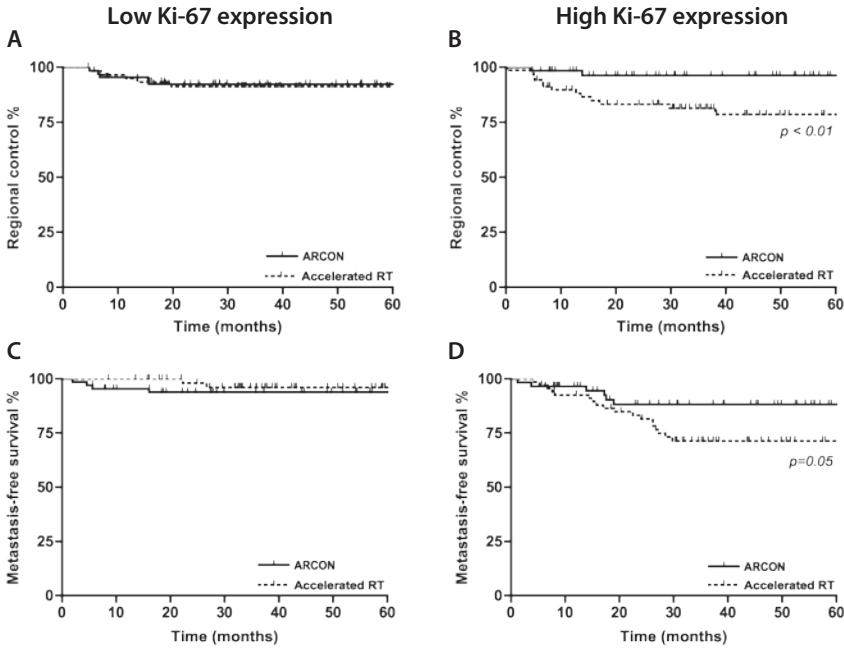 Low Ki-67 expression
High Ki-67 expression
A
B
100
75
50
25
0
Regional control %
ARCON
Accelerated RT
0 10 20 30 40 50 60
Time (months)
100
75
50
25
0
Regional control %
p < 0.01
ARCON
Accelerated RT
0 10 20 30 40 50 60
Time (months)
C
D
100
75
50
25
0
Metastasis-free survival %
ARCON
Accelerated RT
0 10 20 30 40 50 60
Time (months)
100
75
50
25
0
Metastasis-free survival %
p=0.05
ARCON
Accelerated RT
0 10 20 30 40 50 60
Time (months)